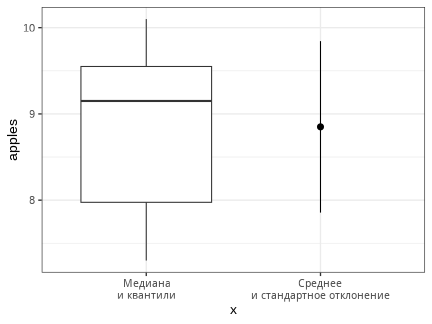 10
9
8
apples
Медиана
и квантили
Среднее
и стандартное отклонение
x